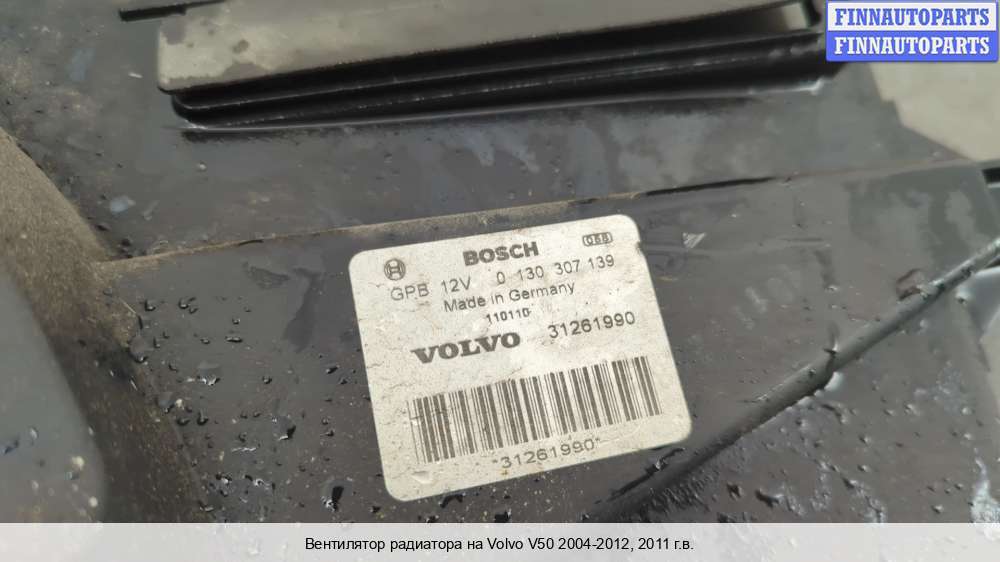 FINNAUTOPARTS
FINNAUTOPARTS
BOSCH
GPB 12V 0 130 307 139
Made in Germany
110110
VOLVO 31261990
*31261990*
Вентилятор радиатора на Volvo V50 2004-2012, 2011 г.в.